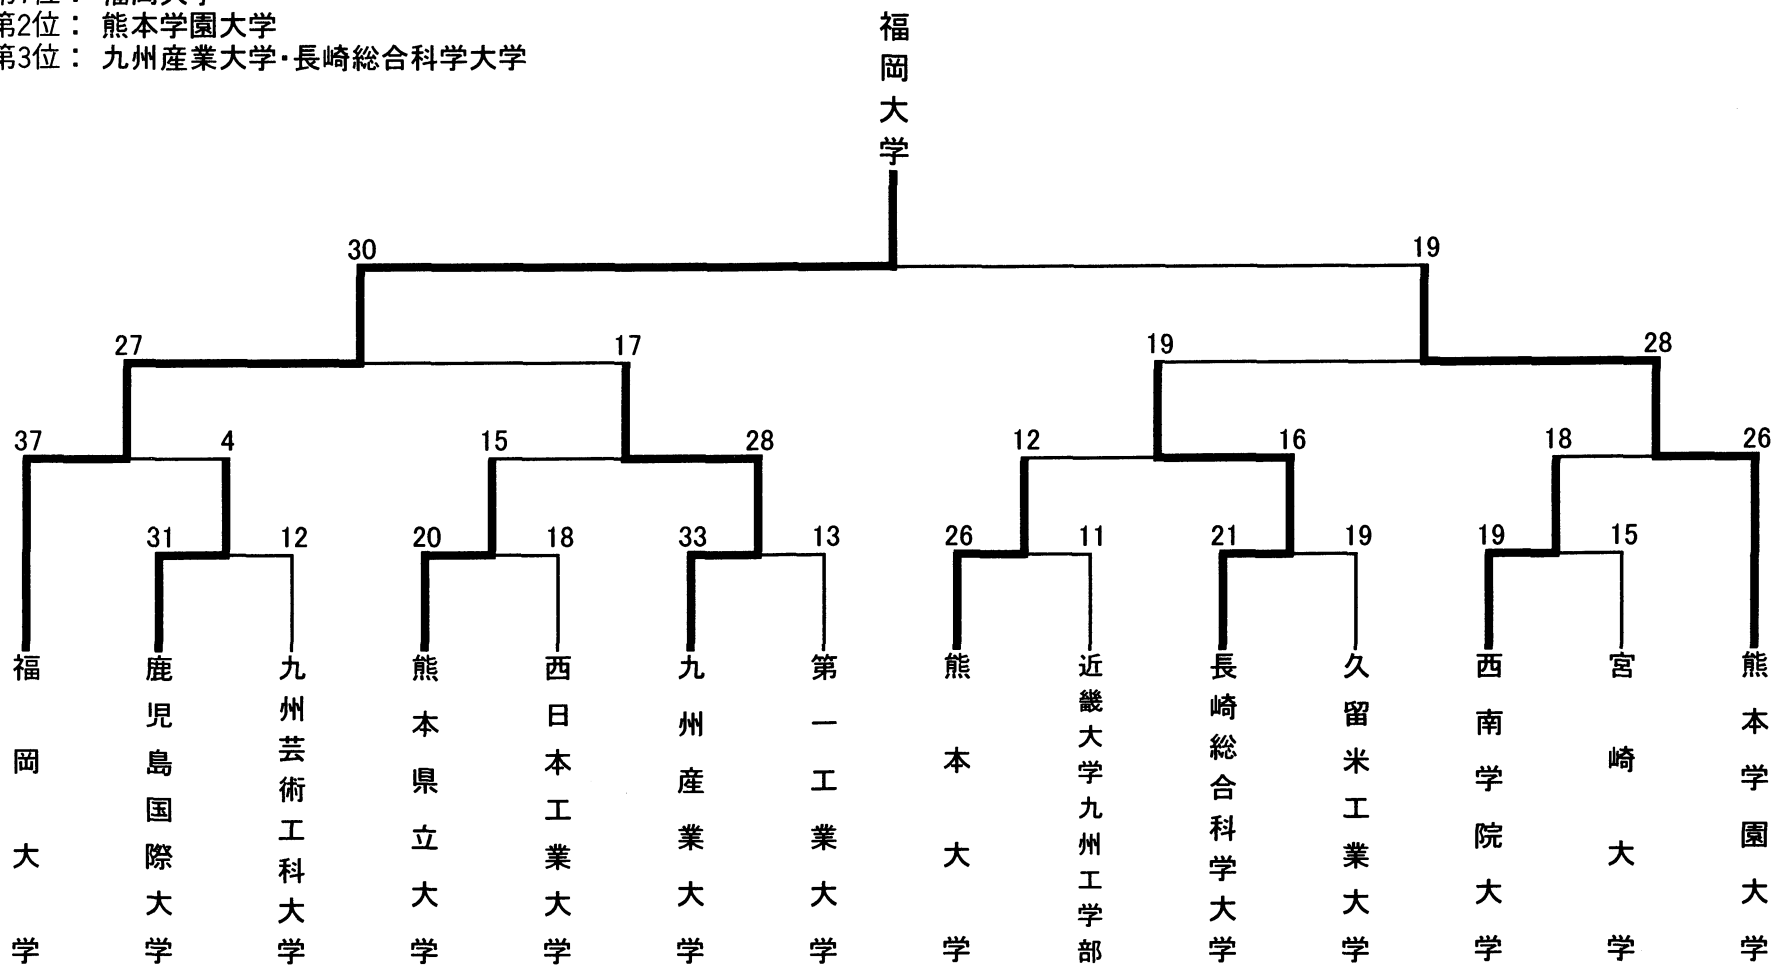 福岡大学
第2位： 熊本学園大学
第3位： 九州産業大学・長崎総合科学大学
福岡大学
30
19
27
17
19
28
37
4
15
28
12
16
18
26
31
12
20
18
33
13
26
11
21
19
19
15
福岡大学
鹿児島国際大学
九州芸術工科大学
熊本県立大学
西日本工業大学
九州産業大学
第一工業大学
熊本大学
近畿大学九州工学部
長崎総合科学大学
久留米工業大学
西南学院大学
宮崎大学
熊本学園大学